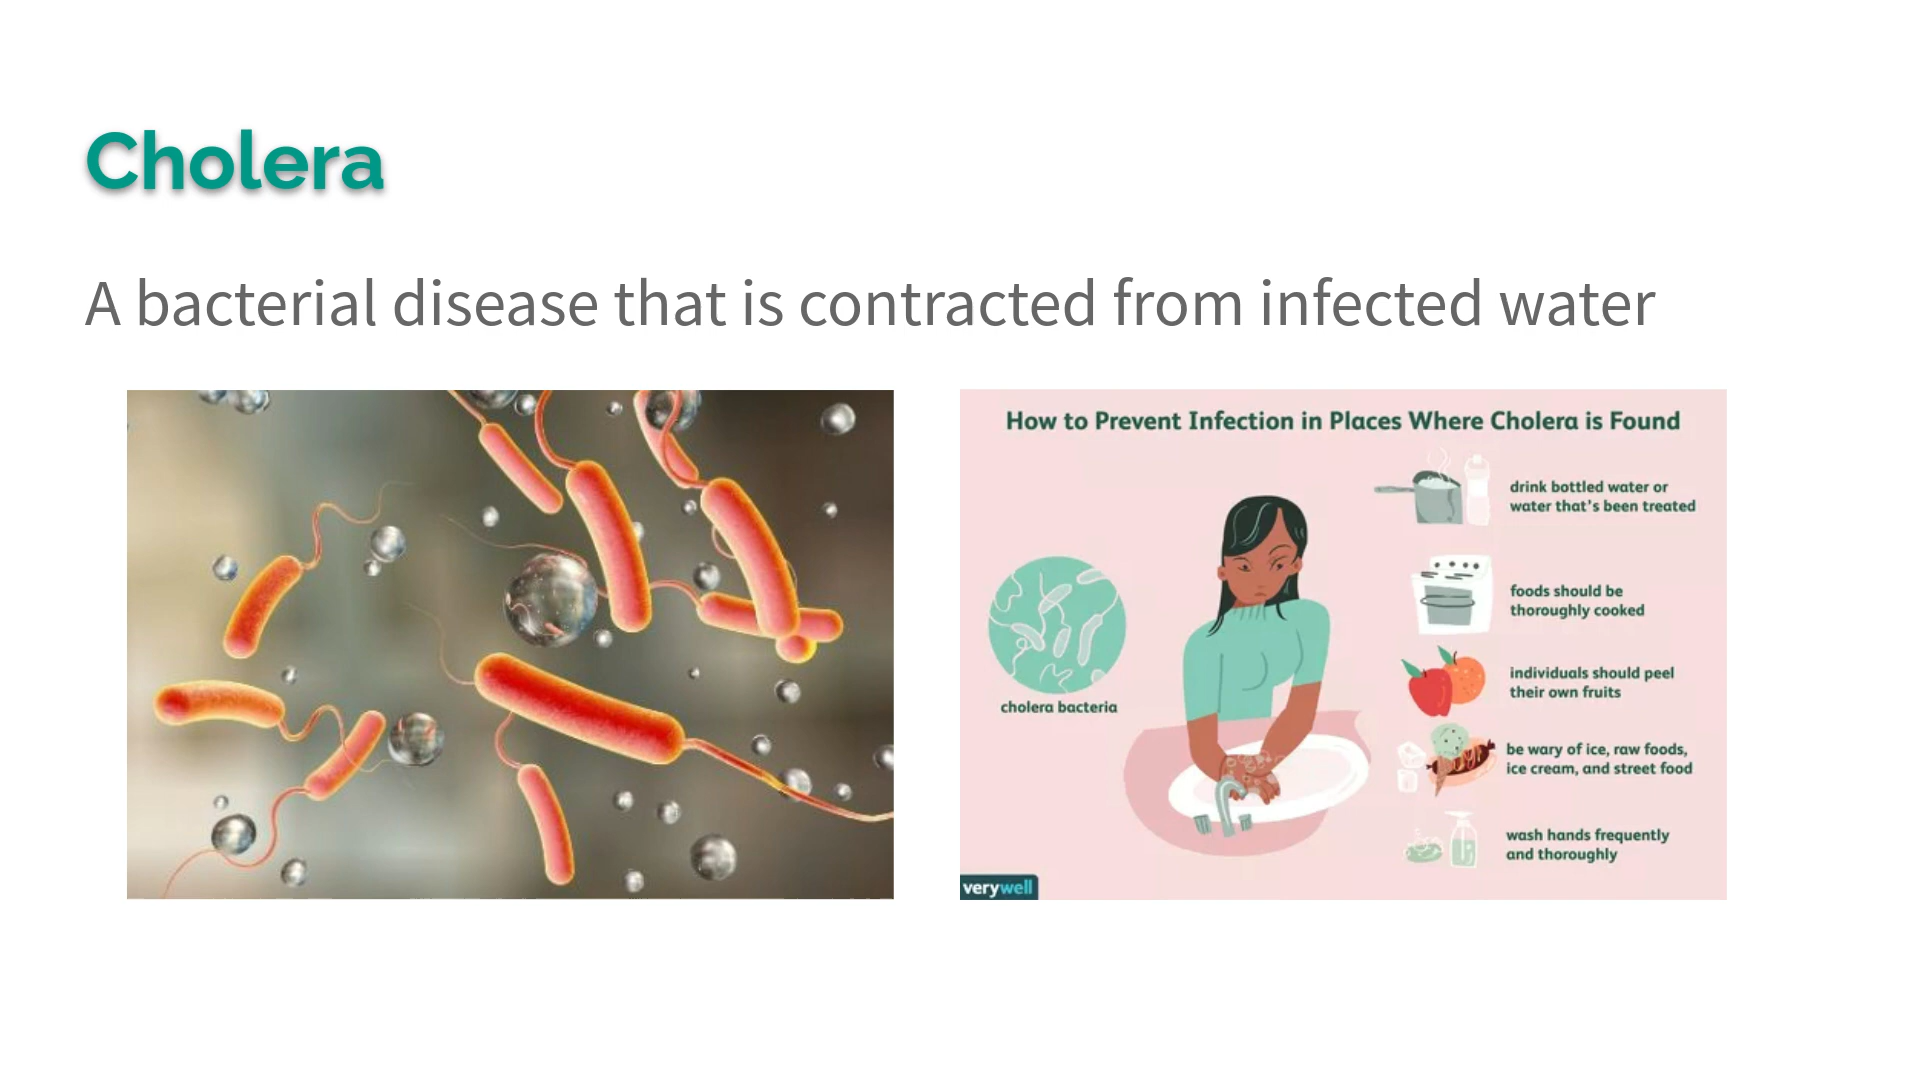 Cholera
A bacterial disease that is contracted from infected water
How to Prevent Infection in Places Where Cholera is Found
drink bottled water or
water that's been treated
foods should be
thoroughly cooked
individuals should peel
their own fruits
cholera bacteria
be wary of ice, raw foods,
ice cream, and street food
wash hands frequently
and thoroughly
verywell